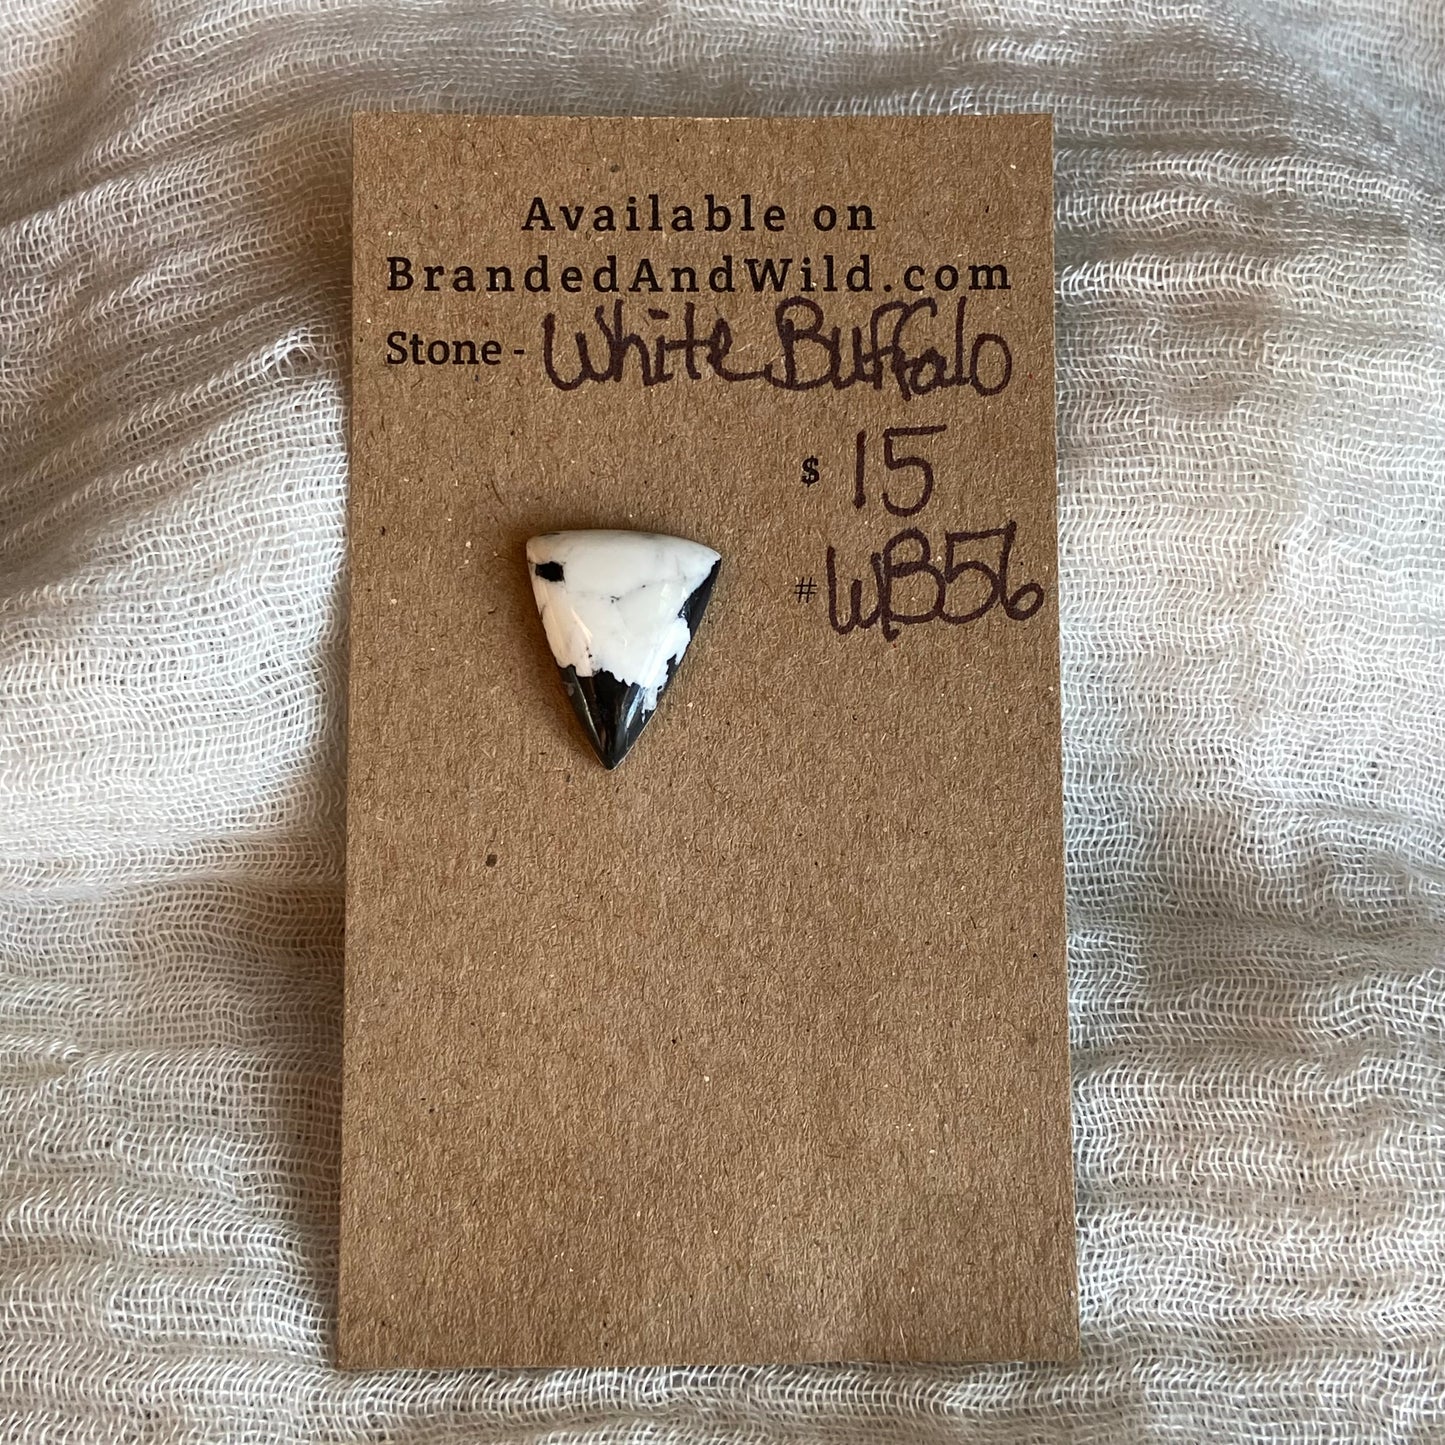 Available on
BrandedAndWild.com
Stone - White Buffalo
$ 15
# WB56